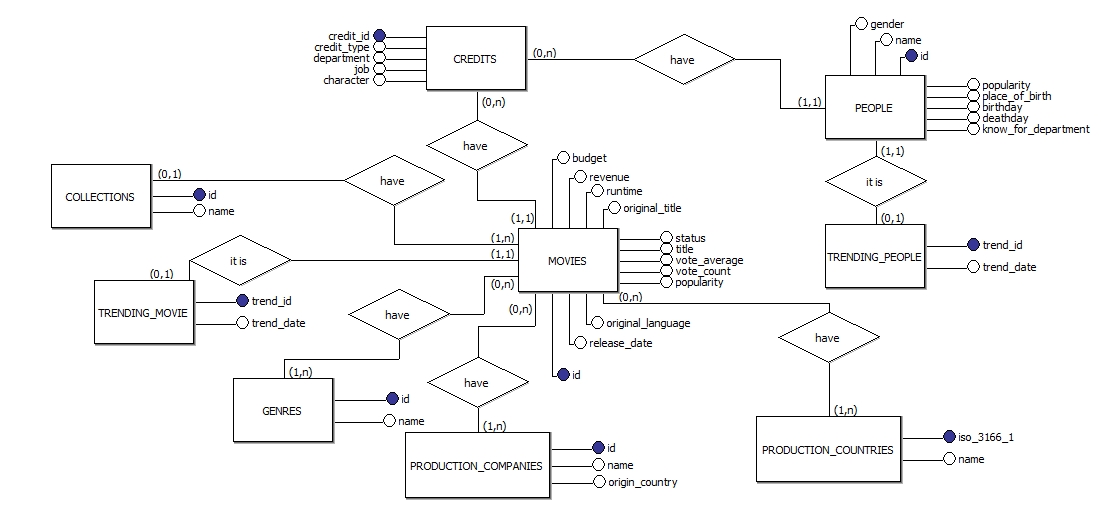 credit_id
credit_type
department
job
character
CREDITS
(0,n)
have
gender
name
id
PEOPLE
(1,1)
popularity
place_of_birth
birthday
deathday
know_for_department
(0,n)
have
(1,1)
(1,1)
it is
(0,1)
TRENDING_PEOPLE
trend_id
trend_date
COLLECTIONS
(0,1)
id
name
have
(1,n)
budget
revenue
runtime
original_title
MOVIES
status
title
vote_average
vote_count
popularity
original_language
release_date
id
(1,1)
it is
(0,1)
TRENDING_MOVIE
trend_id
trend_date
(0,n)
have
(1,n)
GENRES
id
name
(0,n)
have
(1,n)
PRODUCTION_COMPANIES
id
name
origin_country
(0,n)
have
(1,n)
PRODUCTION_COUNTRIES
iso_3166_1
name